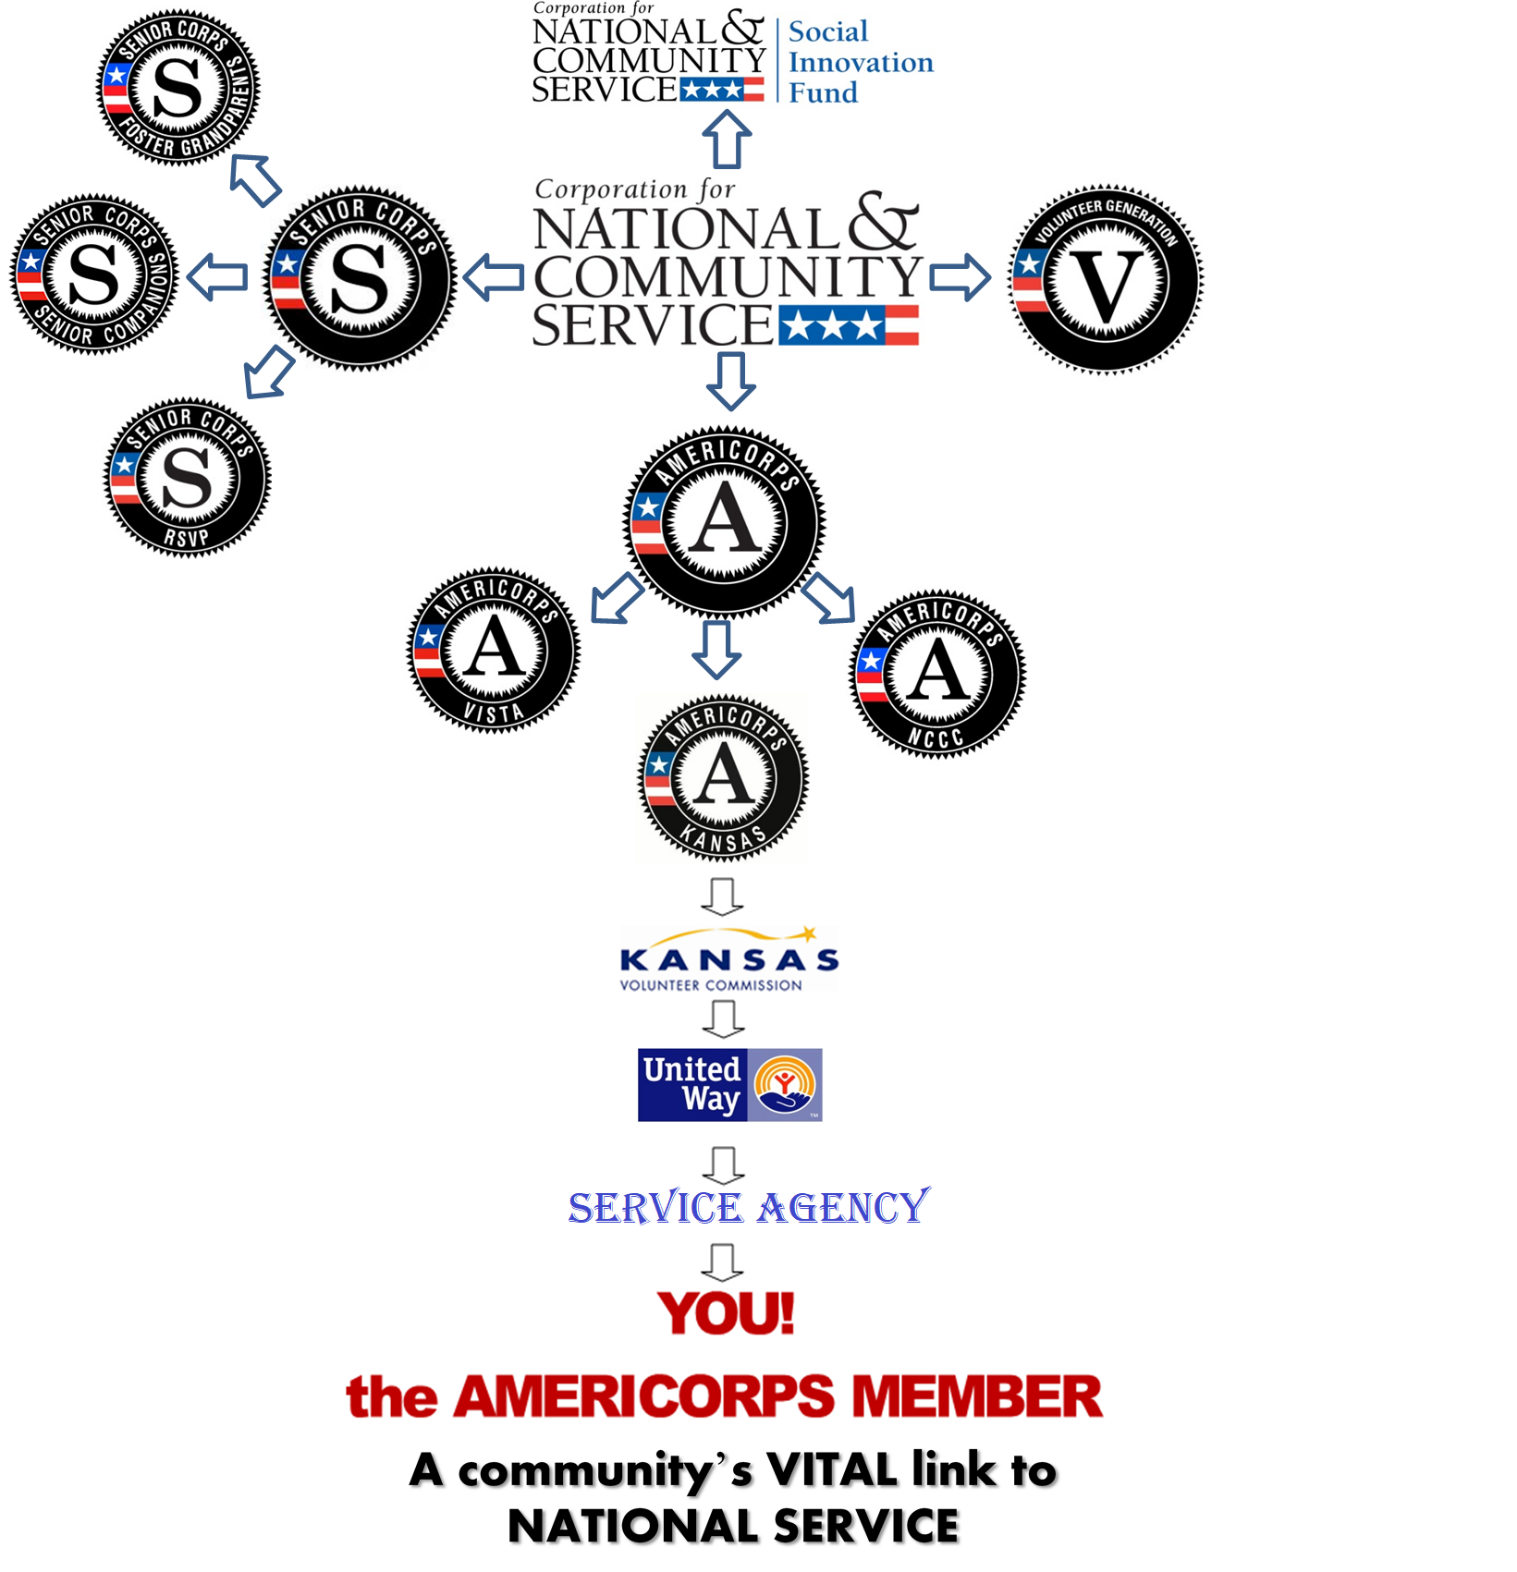 Corporation for
NATIONAL &
COMMUNITY
SERVICE
Social
Innovation
Fund
SENIOR CORPS
S
FOSTER GRANDPARENTS
SENIOR CORPS
S
SENIOR COMPANIONS
SENIOR CORPS
S
Corporation for
NATIONAL &
COMMUNITY
SERVICE
VOLUNTEER GENERATION
V
SENIOR CORPS
S
RSVP
AMERICORPS
A
AMERICORPS
A
VISTA
AMERICORPS
A
NCCC
AMERICORPS
A
KANSAS
KANSAS
VOLUNTEER COMMISSION
United
Way
TM
SERVICE AGENCY
YOU!
the AMERICORPS MEMBER
A community’s VITAL link to
NATIONAL SERVICE